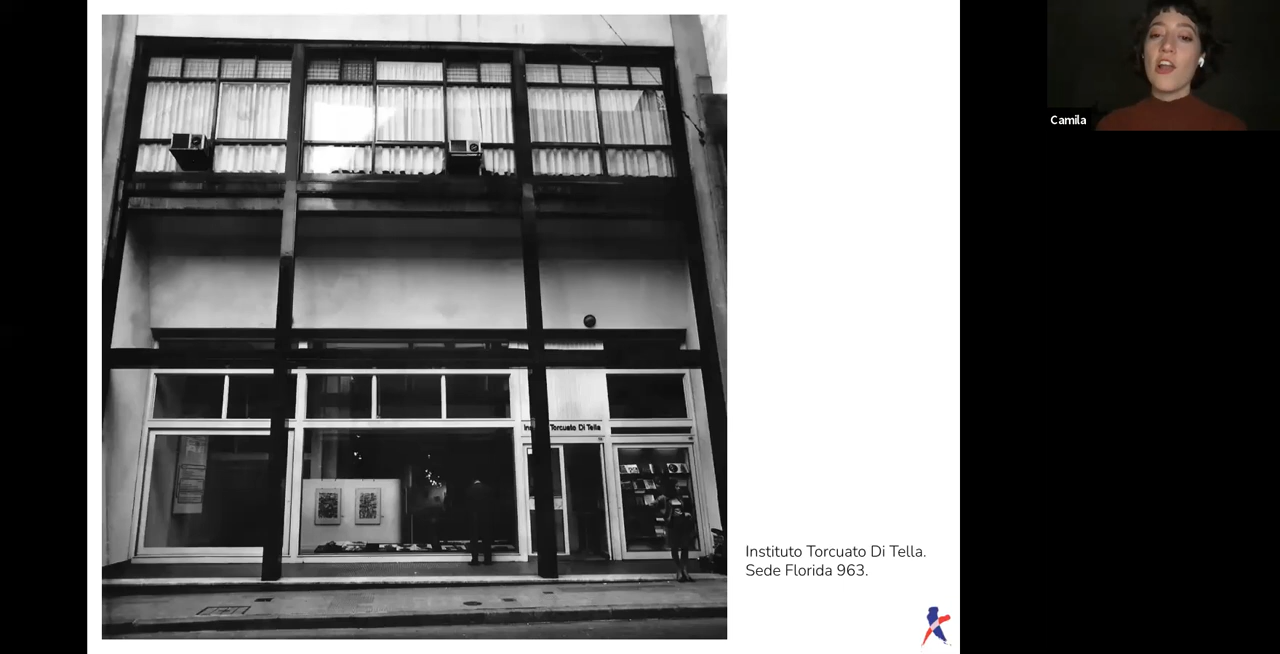 Camila
Torcuato Di Tella
Instituto Torcuato Di Tella.
Sede Florida 963.